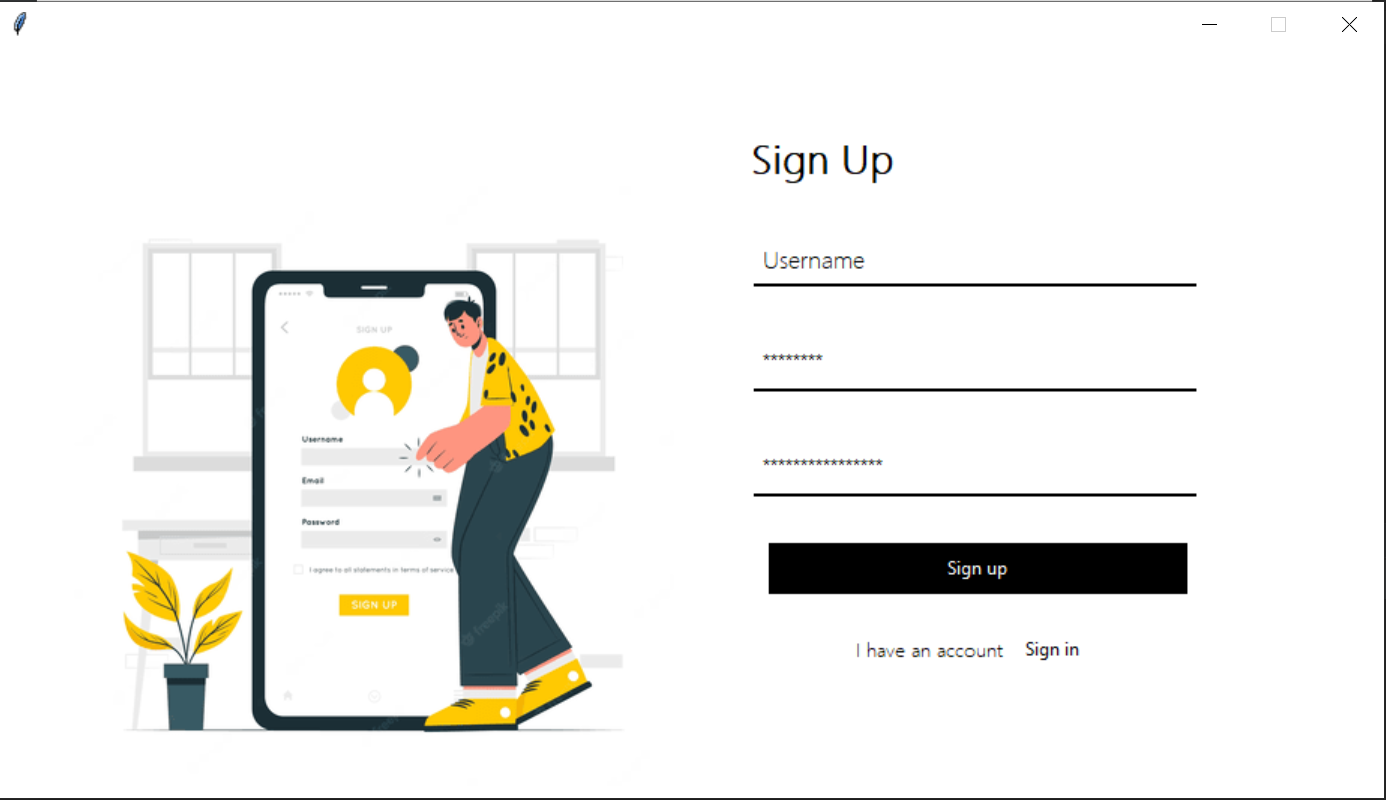 Sign Up
Username
********
****************
Sign up
I have an account Sign in
SIGN UP
Username
Email
Password
I agree to all statements in terms of service
SIGN UP
freepik